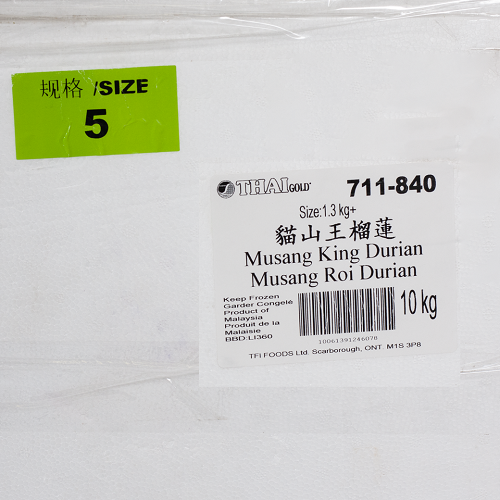 规格 /SIZE
5
THAI GOLD® 711-840
Size:1.3 kg+
貓山王榴蓮
Musang King Durian
Musang Roi Durian
Keep Frozen
Garder Congelé
Product of
Malaysia
Produit de la
Malaisie
BBD:LI360
10 kg
10061391246070
TFI FOODS Ltd. Scarborough, ONT. M1S 3P8